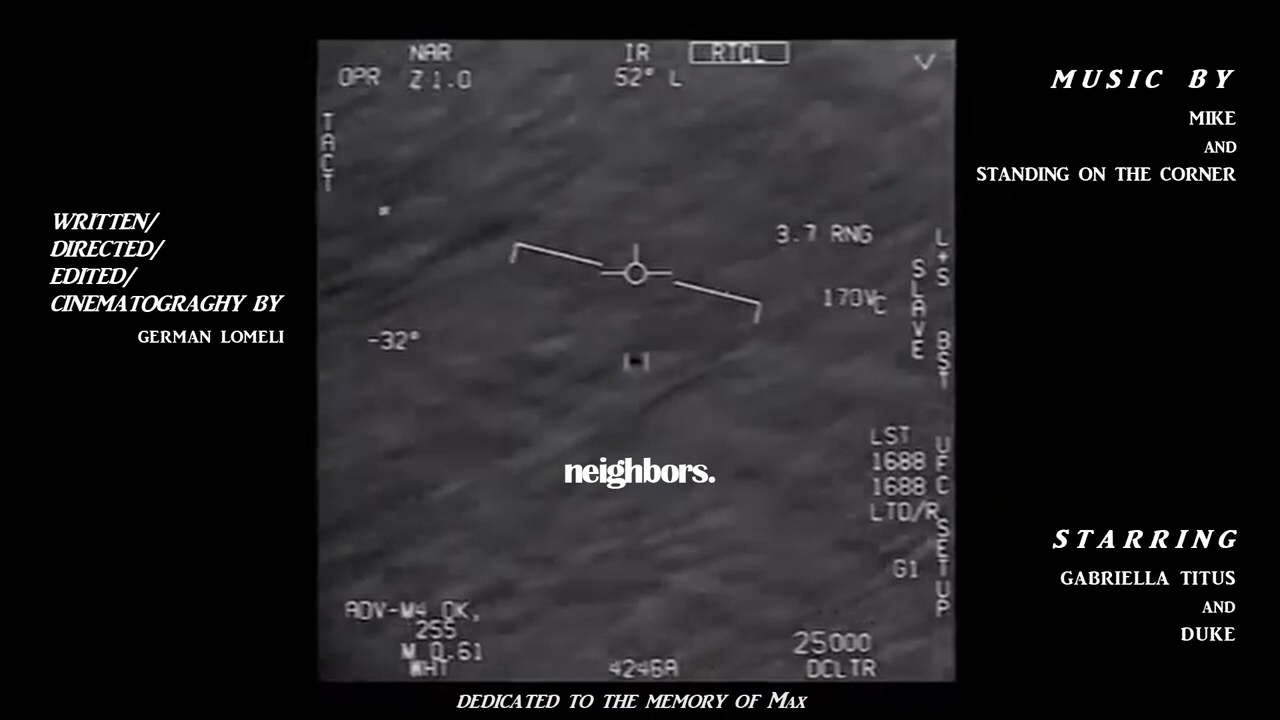 WRITTEN/
DIRECTED/
EDITED/
CINEMATOGRAGHY BY
GERMAN LOMELI
NAR
IR
RTCL
OPR
Z 1.0
52° L
TACT
3.7 RNG
170Vc
L+S
SLAVE
BST
-32°
neighbors.
LST
1688
1688
LTD/R
UFC
SETUP
G1
ADV-M4 OK,
255
M 0.61
WHT
4246A
25000
DCLTR
MUSIC BY
MIKE
AND
STANDING ON THE CORNER
STARRING
GABRIELLA TITUS
AND
DUKE
DEDICATED TO THE MEMORY OF MAX